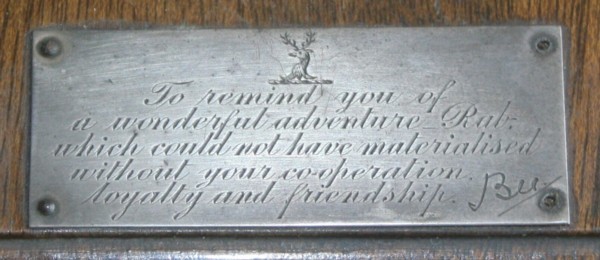 To remind you of
a wonderful adventure Rab-
which could not have materialised
without your co-operation.
loyalty and friendship.